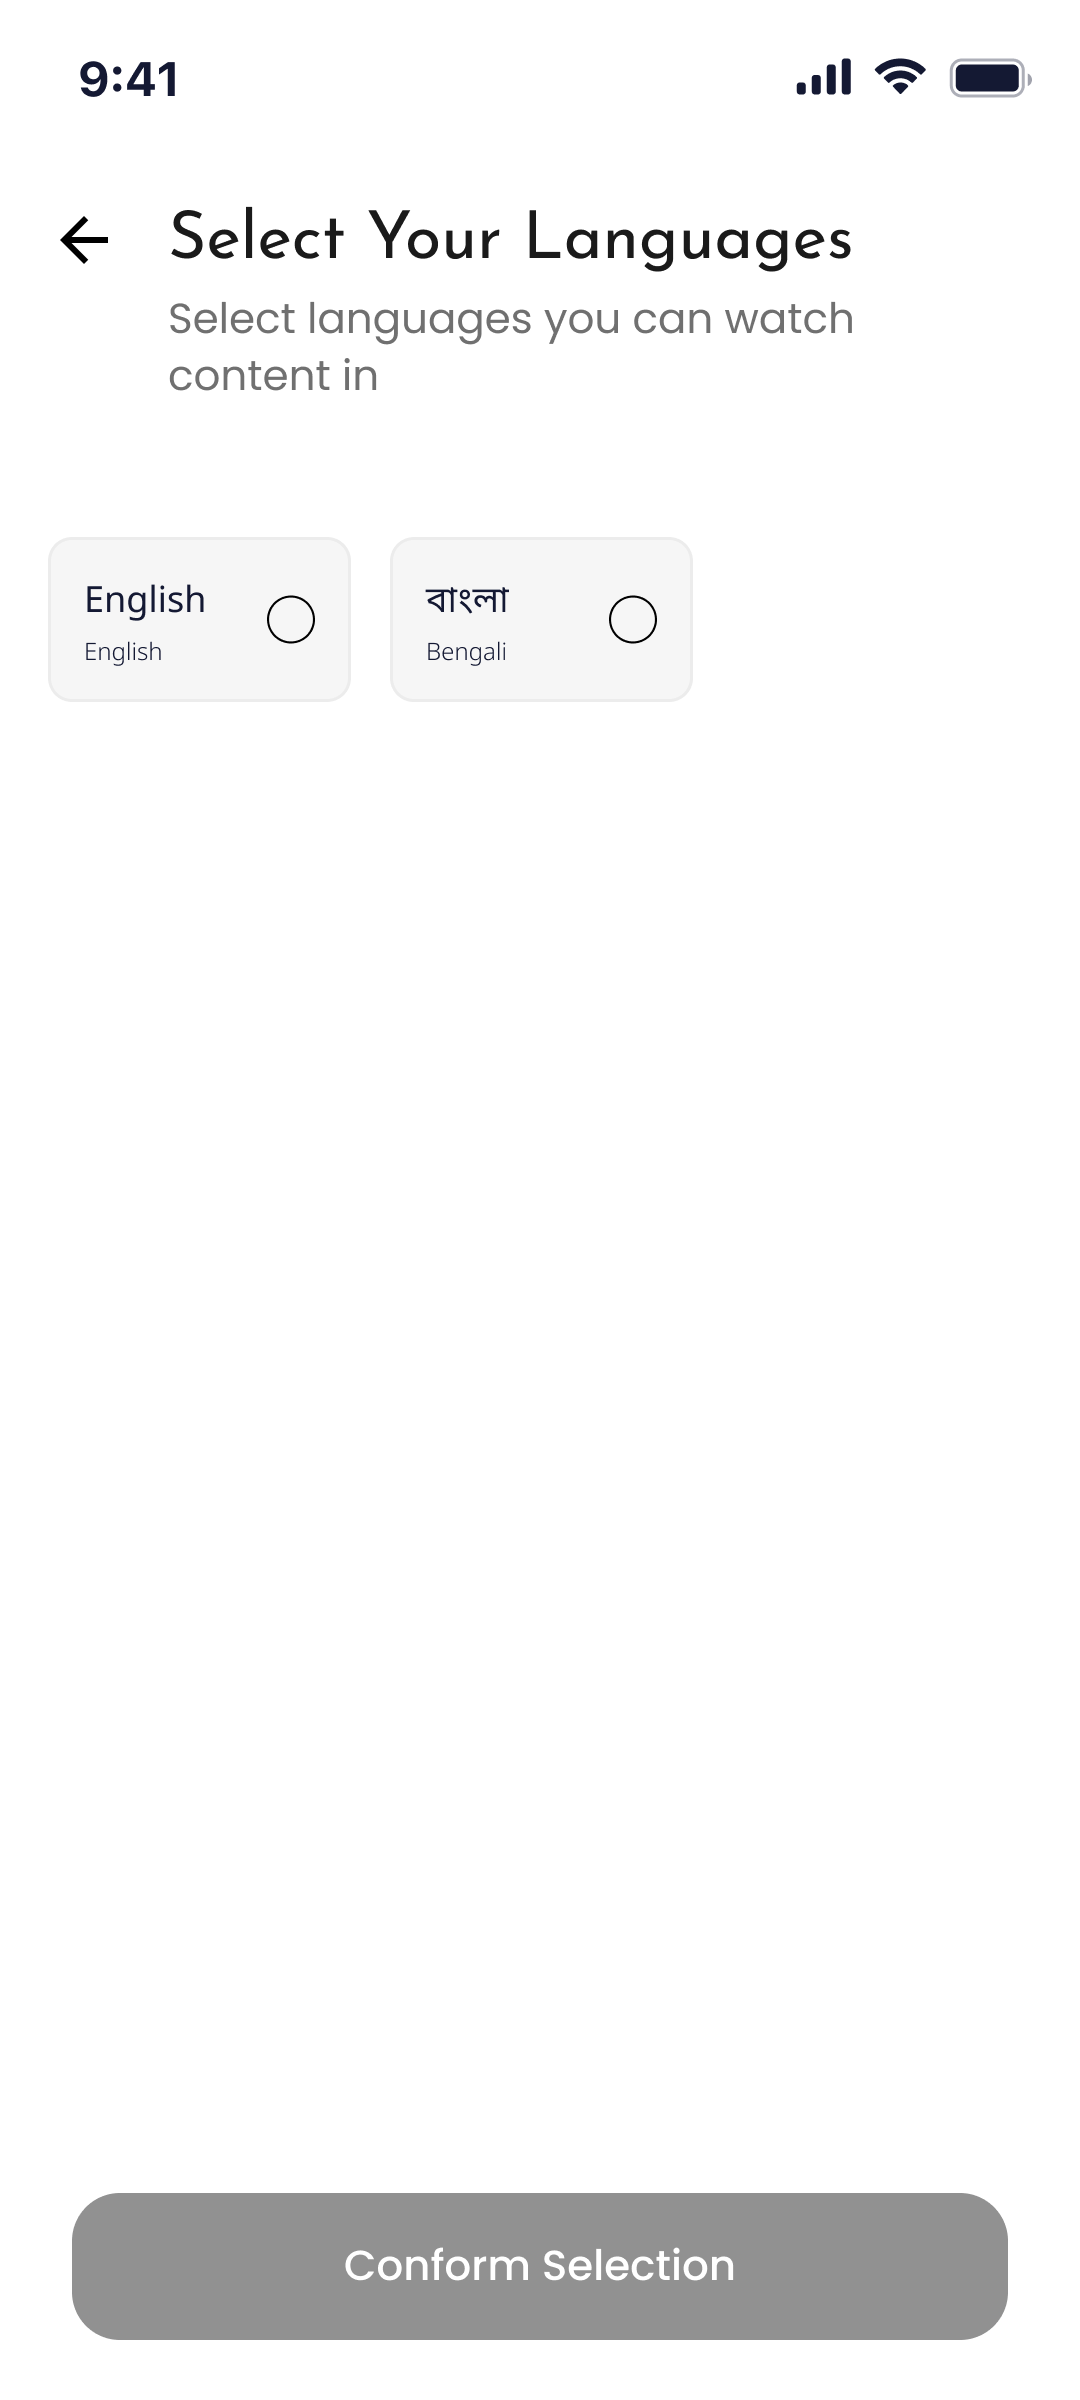 9:41
Select Your Languages
Select languages you can watch
content in
English
English
বাংলা
Bengali
Conform Selection